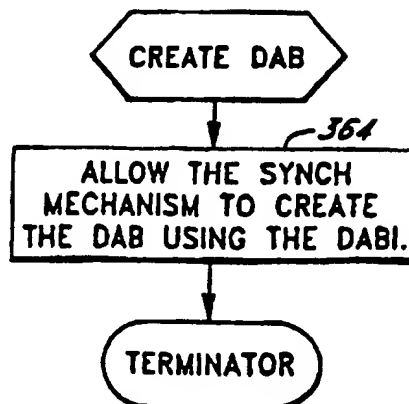 CREATE DAB
364
ALLOW THE SYNCH
MECHANISM TO CREATE
THE DAB USING THE DABI.
TERMINATOR